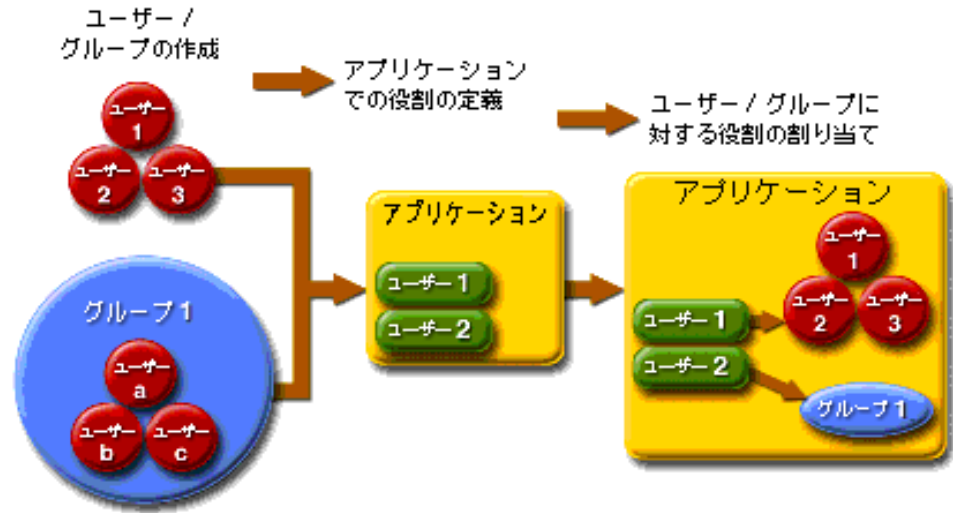 ユーザー /
グループの作成
アプリケーション
での役割の定義
ユーザー / グループに
対する役割の割り当て
ユーザー
1
ユーザー
2
ユーザー
3
グループ 1
ユーザー
a
ユーザー
b
ユーザー
c
アプリケーション
ユーザー 1
ユーザー 2
アプリケーション
ユーザー
1
ユーザー
2
ユーザー
3
ユーザー 1
ユーザー 2
グループ 1